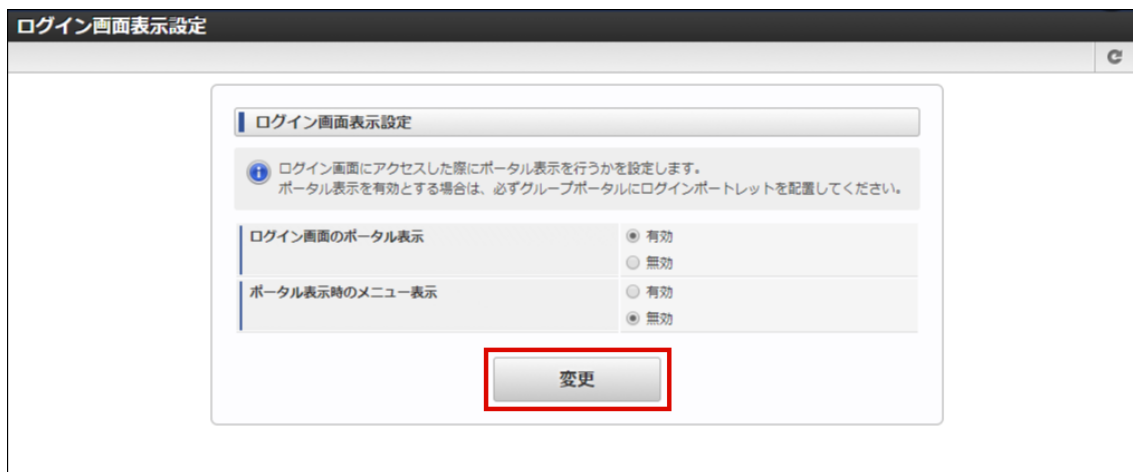 ログイン画面表示設定
ログイン画面表示設定
ログイン画面にアクセスした際にポータル表示を行うかを設定します。
ポータル表示を有効とする場合は、必ずグループポータルにログインポートレットを配置してください。
ログイン画面のポータル表示
有効
無効
ポータル表示時のメニュー表示
有効
無効
変更